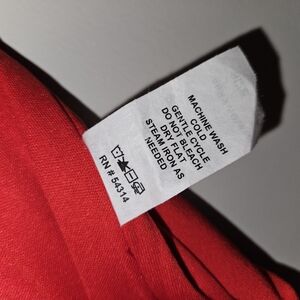 MACHINE WASH
COLD
GENTLE CYCLE
DO NOT BLEACH
DRY FLAT
STEAM IRON AS
NEEDED
RN # 54314